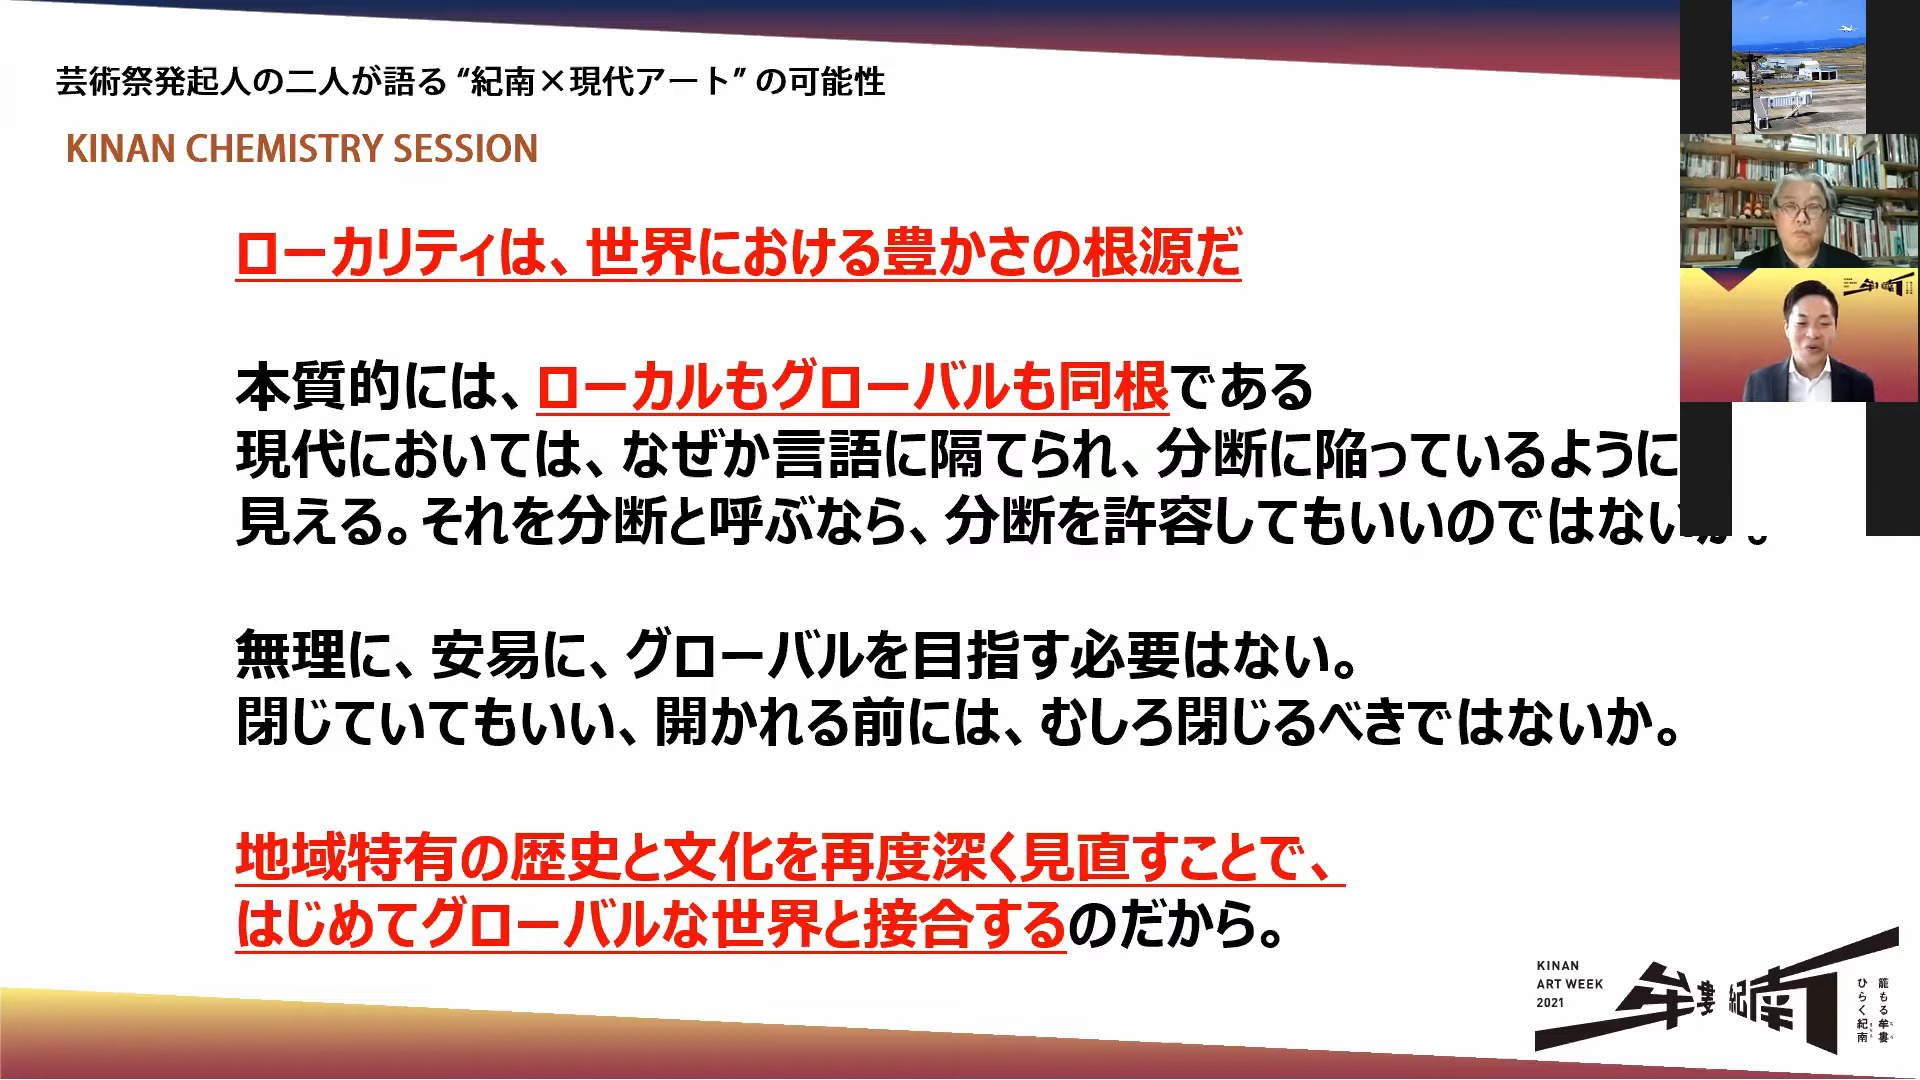 芸術祭発起人の二人が語る “紀南×現代アート” の可能性
KINAN CHEMISTRY SESSION
ローカリティは、世界における豊かさの根源だ
本質的には、ローカルもグローバルも同根である
現代においては、なぜか言語に隔てられ、分断に陥っているように
見える。それを分断と呼ぶなら、分断を許容してもいいのではないか。
無理に、安易に、グローバルを目指す必要はない。
閉じていてもいい、開かれる前には、むしろ閉じるべきではないか。
地域特有の歴史と文化を再度深く見直すことで、
はじめてグローバルな世界と接合するのだから。
KINAN
ART WEEK
2021
牟婁 紀南
籠もる牟婁
ひらく紀南